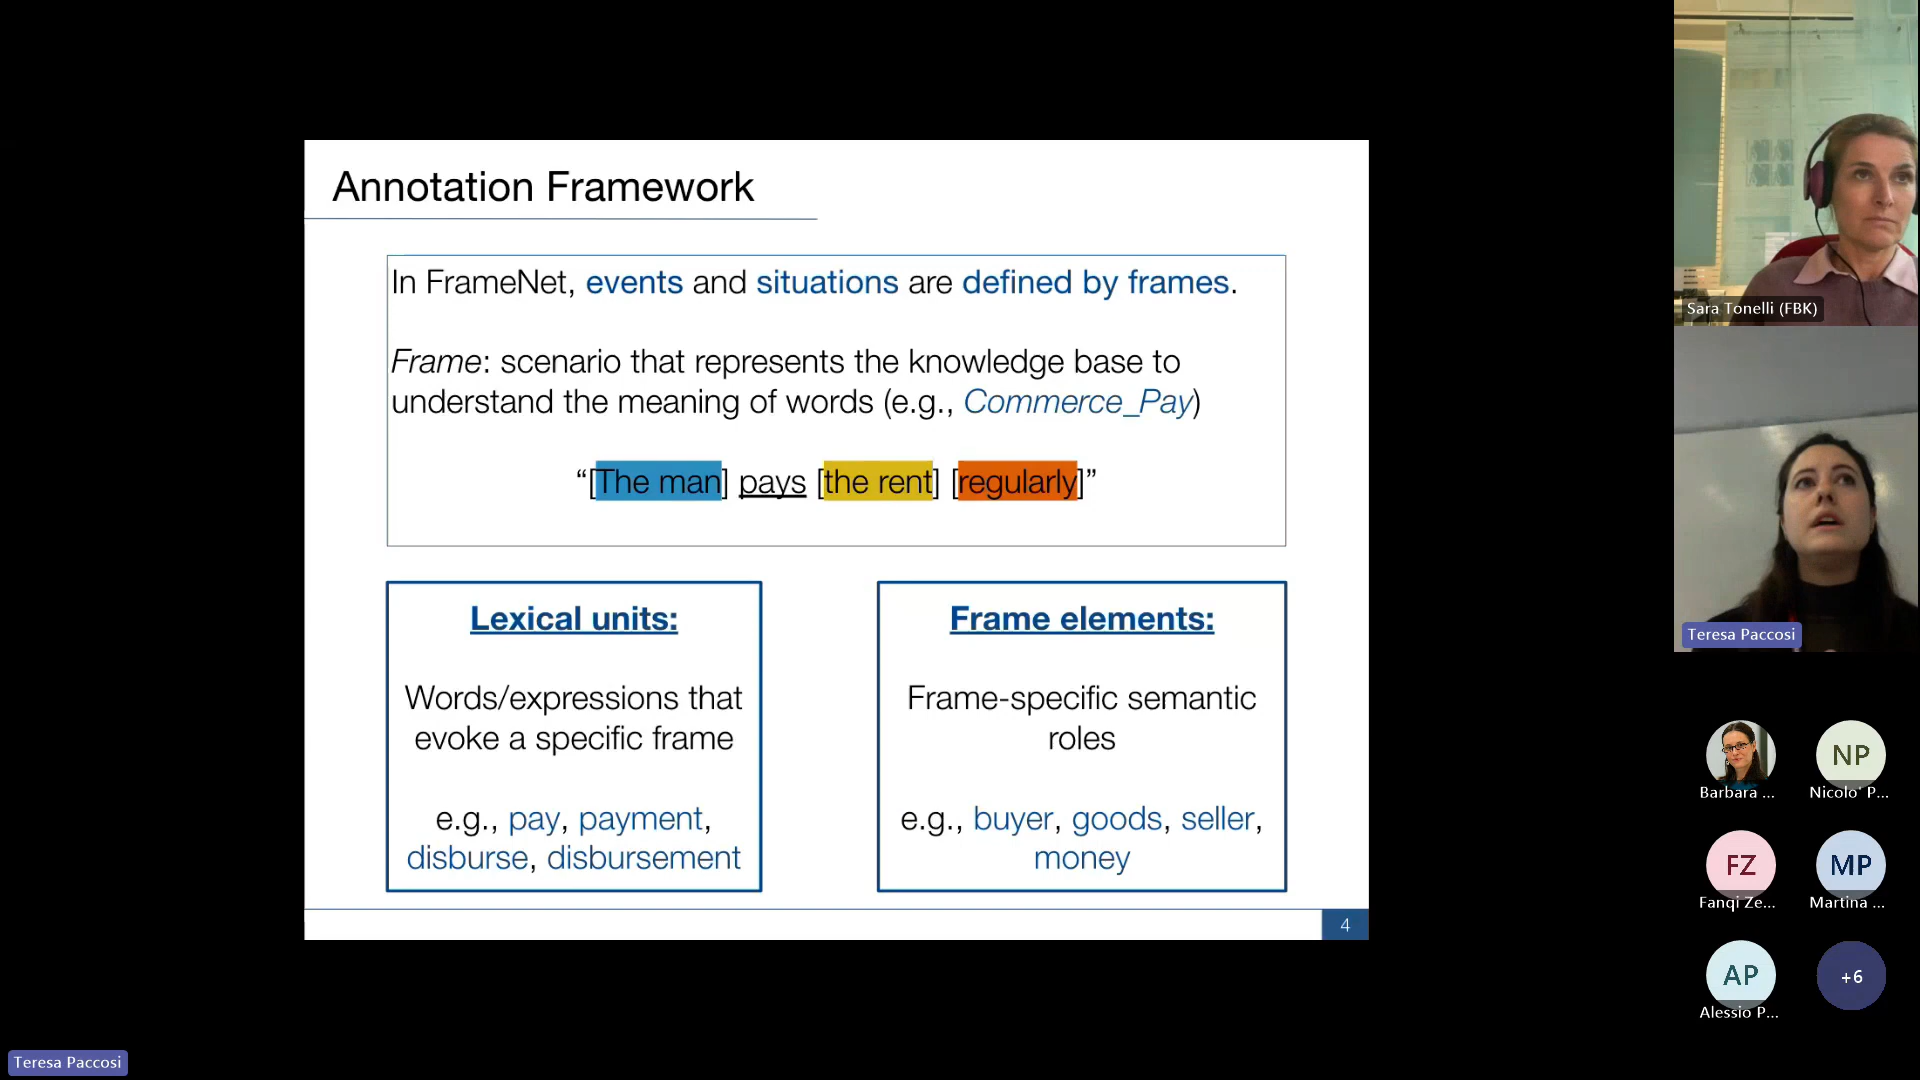 Annotation Framework
In FrameNet, events and situations are defined by frames.
Frame: scenario that represents the knowledge base to
understand the meaning of words (e.g., Commerce_Pay)
“[The man] pays [the rent] [regularly]”
Lexical units:
Words/expressions that
evoke a specific frame
e.g., pay, payment,
disburse, disbursement
Frame elements:
Frame-specific semantic
roles
e.g., buyer, goods, seller,
money
4
Sara Tonelli (FBK)
Teresa Paccosi
Barbara ...
NP
Nicolo' P...
FZ
Fanqi Ze...
MP
Martina ...
AP
Alessio P...
+6
Teresa Paccosi